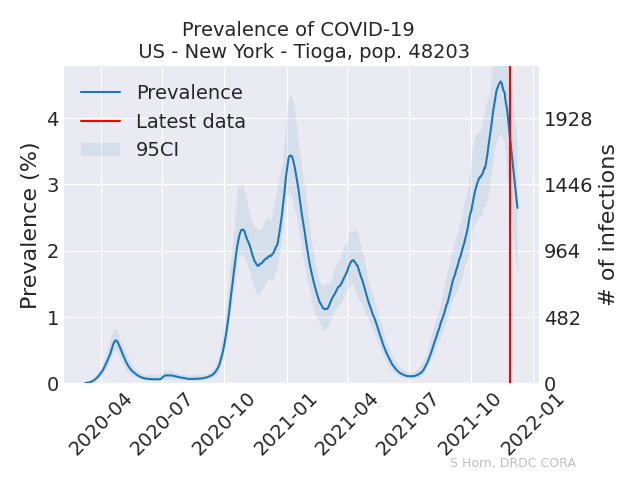 Prevalence of COVID-19
US - New York - Tioga, pop. 48203
Prevalence
Latest data
95CI
Prevalence (%)
4
3
2
1
0
1928
1446
964
482
0
# of infections
2020-04
2020-07
2020-10
2021-01
2021-04
2021-07
2021-10
2022-01
S Horn, DRDC CORA